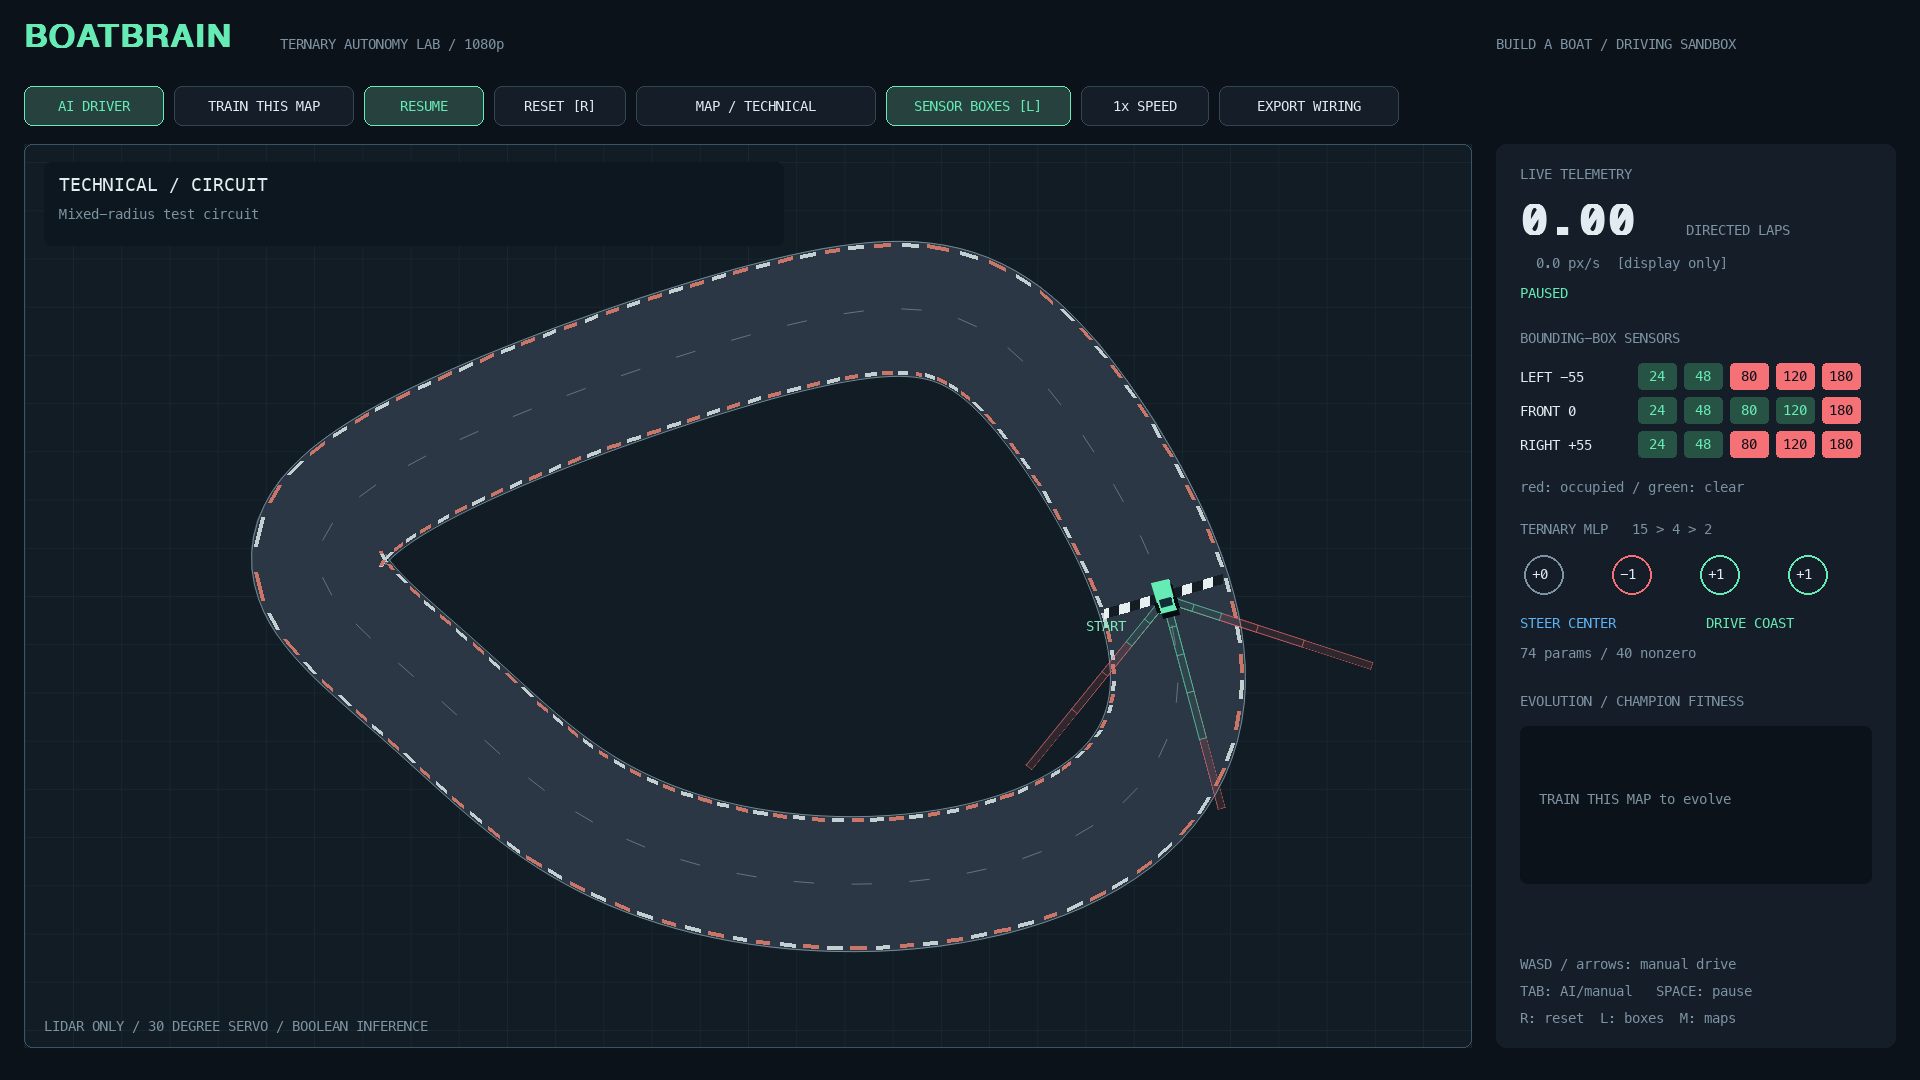 BOATBRAIN
TERNARY AUTONOMY LAB / 1080p
BUILD A BOAT / DRIVING SANDBOX
AI DRIVER
TRAIN THIS MAP
RESUME
RESET [R]
MAP / TECHNICAL
SENSOR BOXES [L]
1x SPEED
EXPORT WIRING
TECHNICAL / CIRCUIT
Mixed-radius test circuit
START
LIDAR ONLY / 30 DEGREE SERVO / BOOLEAN INFERENCE
LIVE TELEMETRY
0.00 DIRECTED LAPS
0.0 px/s [display only]
PAUSED
BOUNDING-BOX SENSORS
LEFT -55 24 48 80 120 180
FRONT 0 24 48 80 120 180
RIGHT +55 24 48 80 120 180
red: occupied / green: clear
TERNARY MLP 15 > 4 > 2
+0 -1 +1 +1
STEER CENTER DRIVE COAST
74 params / 40 nonzero
EVOLUTION / CHAMPION FITNESS
TRAIN THIS MAP to evolve
WASD / arrows: manual drive
TAB: AI/manual SPACE: pause
R: reset L: boxes M: maps